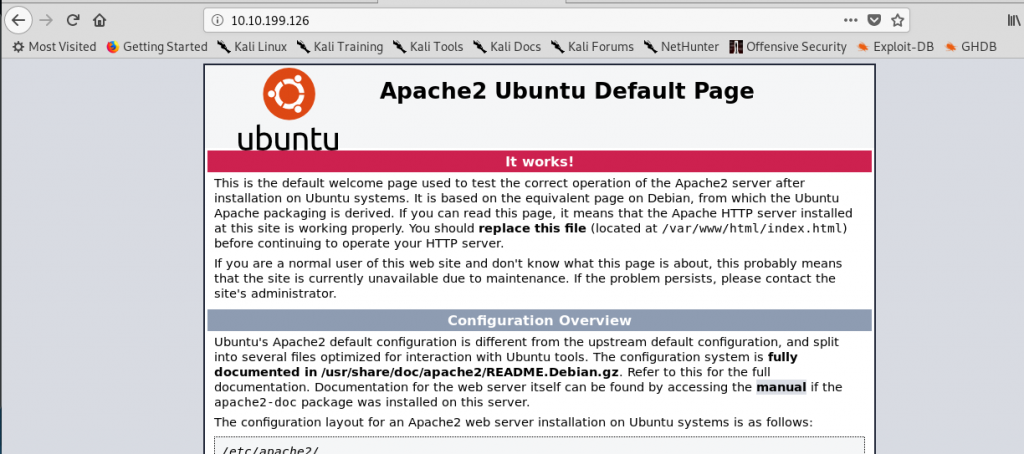 10.10.199.126
Most Visited Getting Started Kali Linux Kali Training Kali Tools Kali Docs Kali Forums NetHunter Offensive Security Exploit-DB GHDB
Apache2 Ubuntu Default Page
ubuntu
It works!
This is the default welcome page used to test the correct operation of the Apache2 server after
installation on Ubuntu systems. It is based on the equivalent page on Debian, from which the Ubuntu
Apache packaging is derived. If you can read this page, it means that the Apache HTTP server installed
at this site is working properly. You should replace this file (located at /var/www/html/index.html)
before continuing to operate your HTTP server.
If you are a normal user of this web site and don't know what this page is about, this probably means
that the site is currently unavailable due to maintenance. If the problem persists, please contact the
site's administrator.
Configuration Overview
Ubuntu's Apache2 default configuration is different from the upstream default configuration, and split
into several files optimized for interaction with Ubuntu tools. The configuration system is fully
documented in /usr/share/doc/apache2/README.Debian.gz. Refer to this for the full
documentation. Documentation for the web server itself can be found by accessing the manual if the
apache2-doc package was installed on this server.
The configuration layout for an Apache2 web server installation on Ubuntu systems is as follows:
/etc/apache2/